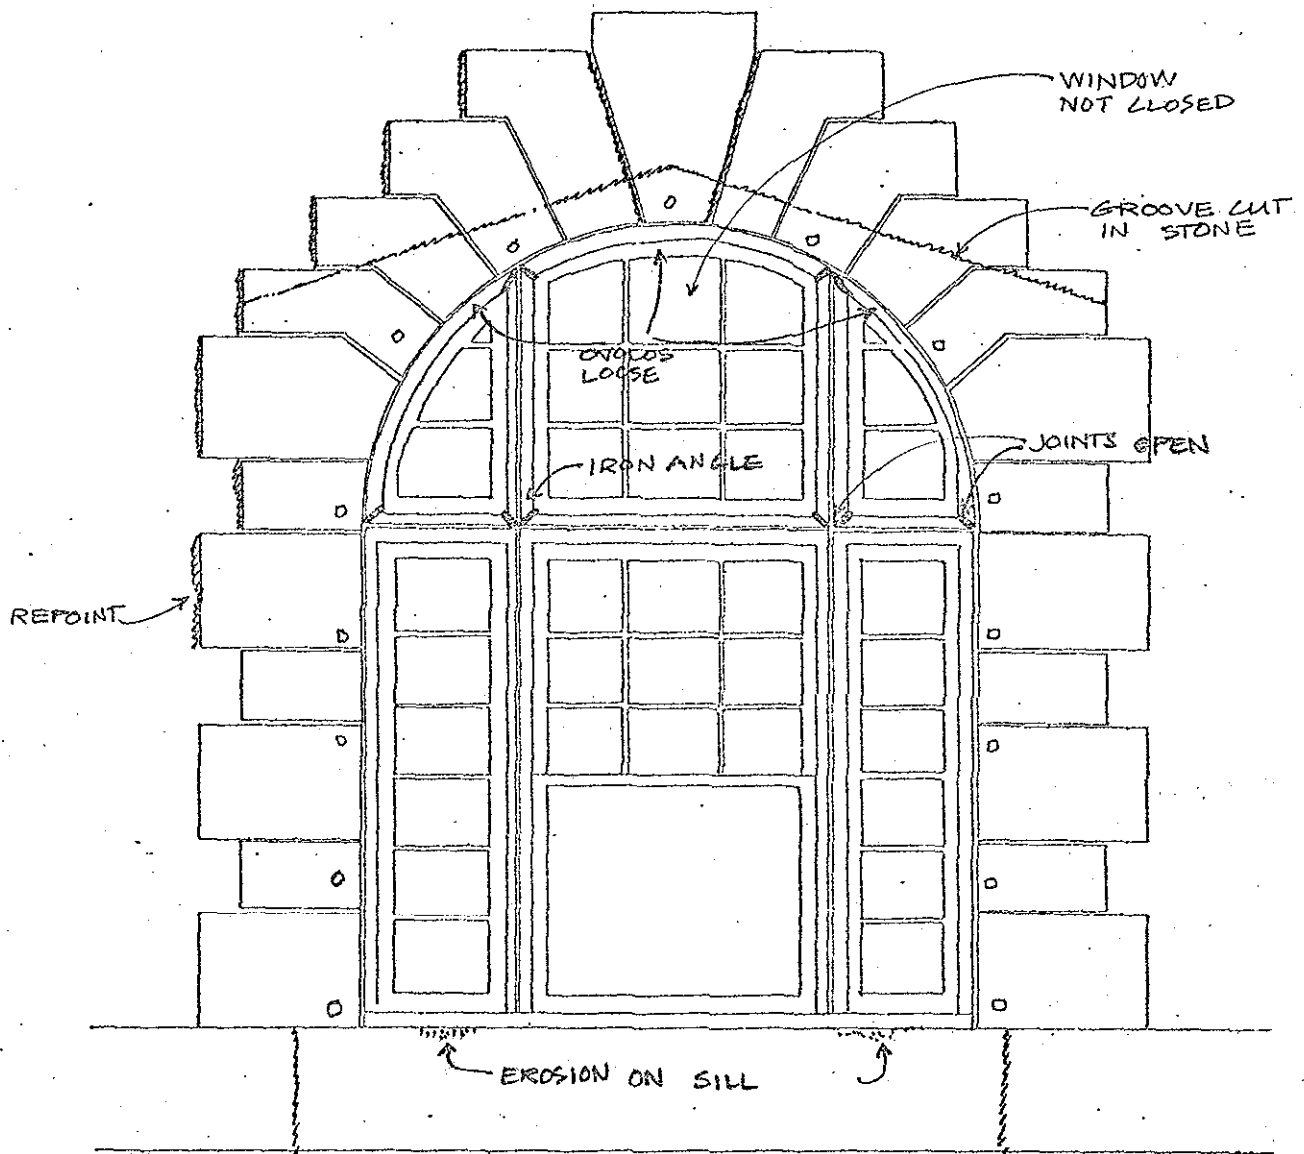 WINDOW
NOT CLOSED
GROOVE CUT
IN STONE
OVOLOS
LOOSE
IRON ANGLE
JOINTS OPEN
REPOINT
EROSION ON SILL